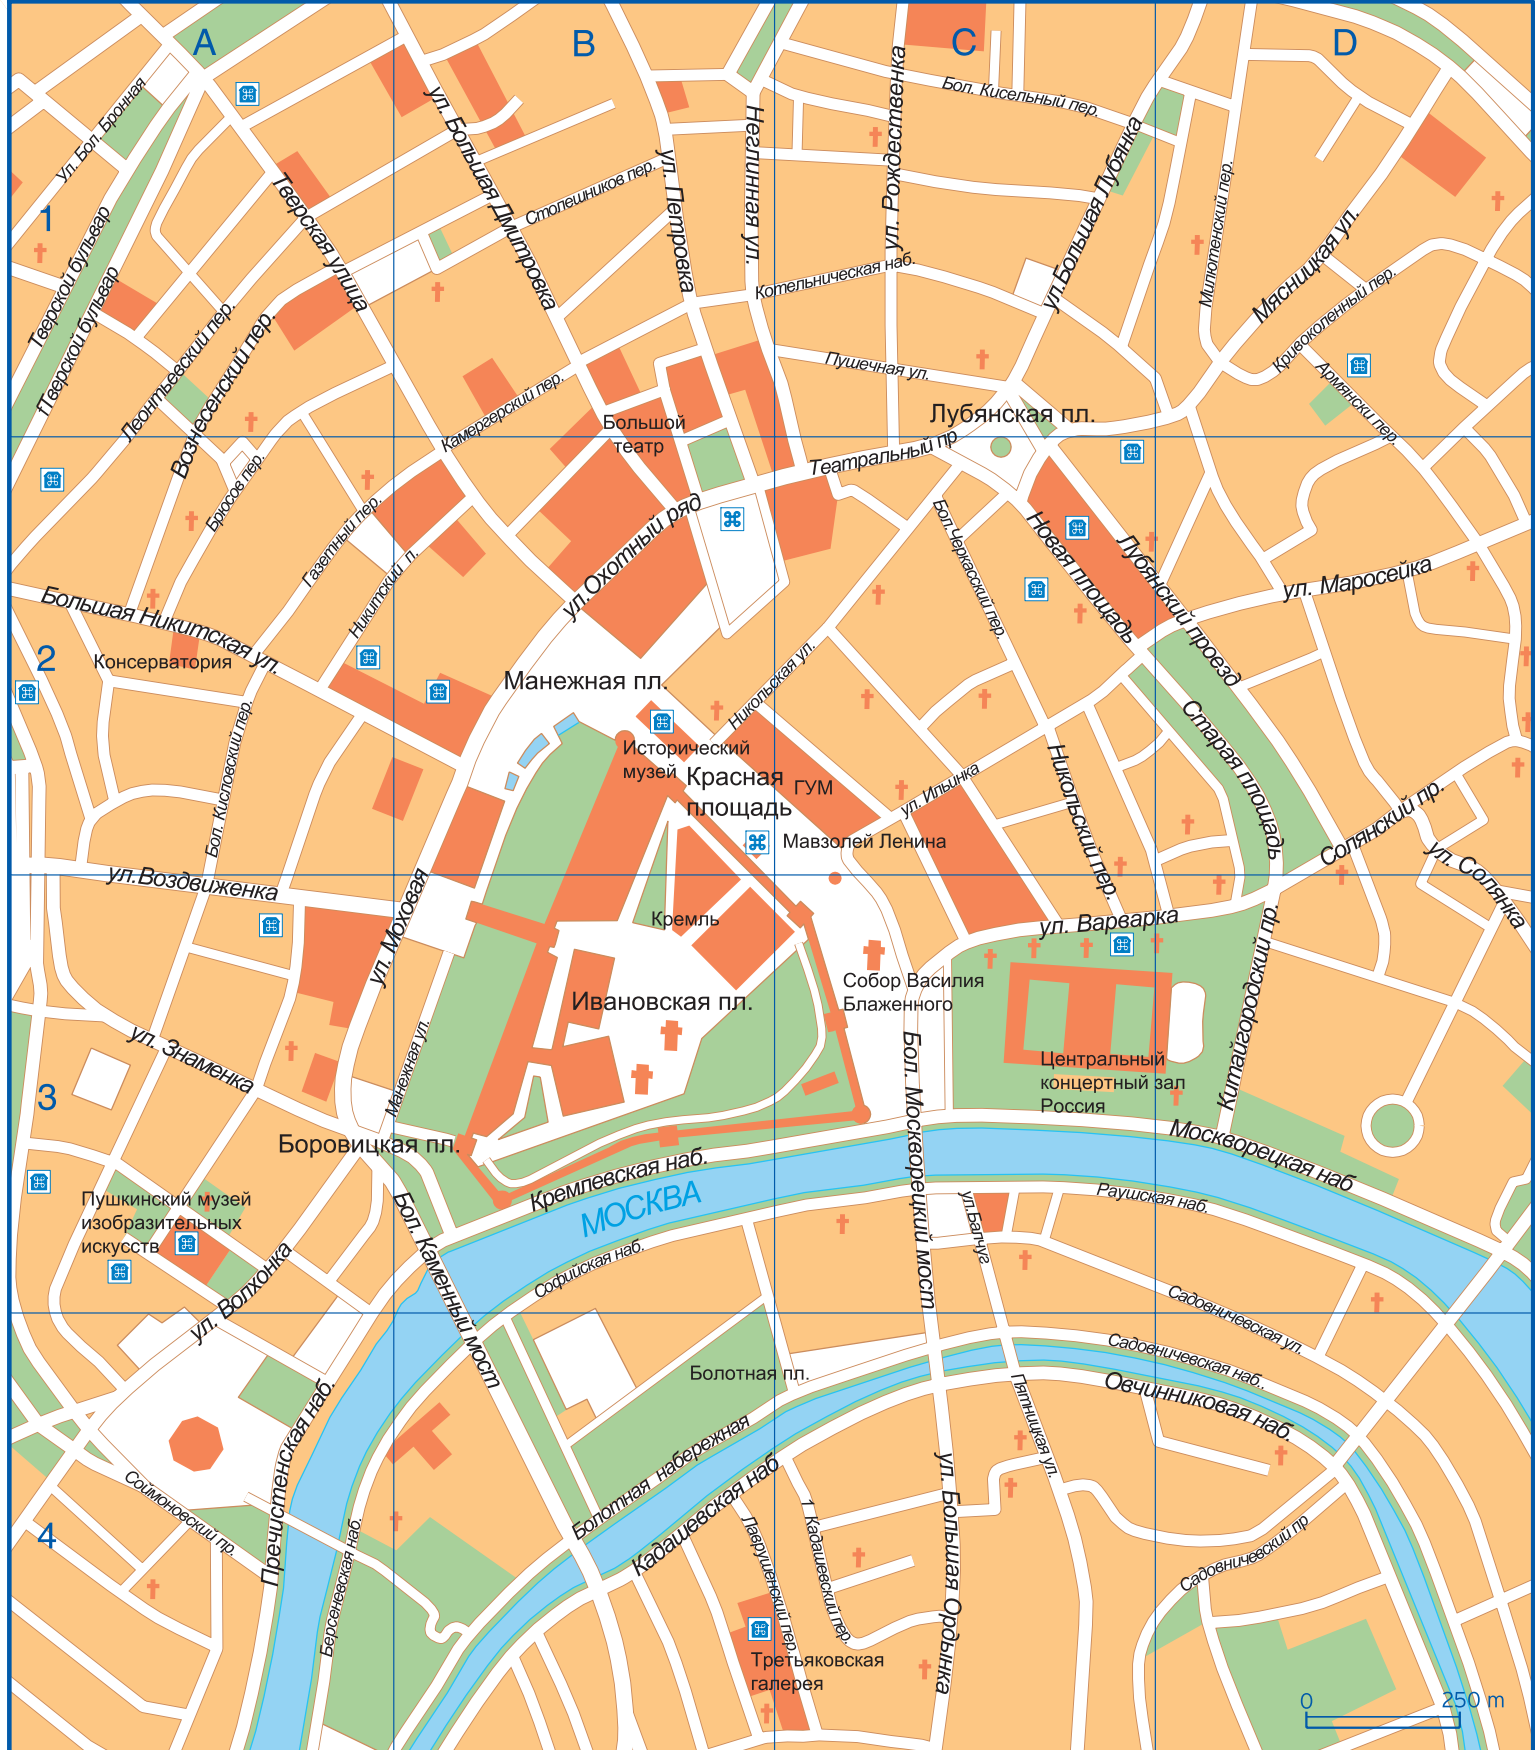 A
B
C
D
ул. Бол. Бронная
ул. Большая Дмитровка
Неглинная ул.
ул. Рождественка
Бол. Кисельный пер.
ул.Большая Лубянка
1
Тверская улица
Столешников пер.
ул. Петровка
Милютенский пер.
Мясницкая ул.
Тверской бульвар
Тверской бульвар
Котельническая наб.
Кривоколенный пер.
Леонтьевский пер.
Вознесенский пер.
Пушечная ул.
Армянски пер.
Камергерский пер.
Большой
театр
Лубянская пл.
Театральный пр
Брюсов пер.
Газетный пер.
Никитский п.
ул.Охотный ряд
Бол.Черкасский пер.
Новая площадь
Лубянский проезд
ул. Маросейка
Большая Никитская ул.
2
Консерватория
Манежная пл.
Никольская ул.
Старая площадь
Бол. Кисловский пер.
Исторический
музей
Красная
площадь
ГУМ
ул. Ильинка
Никольский пер.
Мавзолей Ленина
Солянский пр.
ул. Солянка
ул.Воздвиженка
ул. Моховая
Кремль
ул. Варварка
Собор Василия
Блаженного
Ивановская пл.
Китайгородский пр.
ул. Знаменка
Манежная ул.
Бол. Москворецкий мост
Центральный
концертный зал
Россия
3
Боровицкая пл.
Москворецкая наб
Кремлевская наб.
МОСКВА
Раушская наб.
ул.Балчуг
Пушкинский музей
изобразительных
искусств
Бол. Каменный мост
Софийская наб.
ул. Волхонка
Садовническая ул.
Садовническая наб..
Болотная пл.
Овчинниковая наб.
Пятницкая ул.
Пречистенская наб.
Болотная набережная
Кадашевская наб
Соймоновский пр.
4
Берсеневская наб.
Лаврушенский пер.
1 Кадашевский пер.
ул. Большая Ордынка
Садовнический пр
Третьяковская
галерея
0
250 m